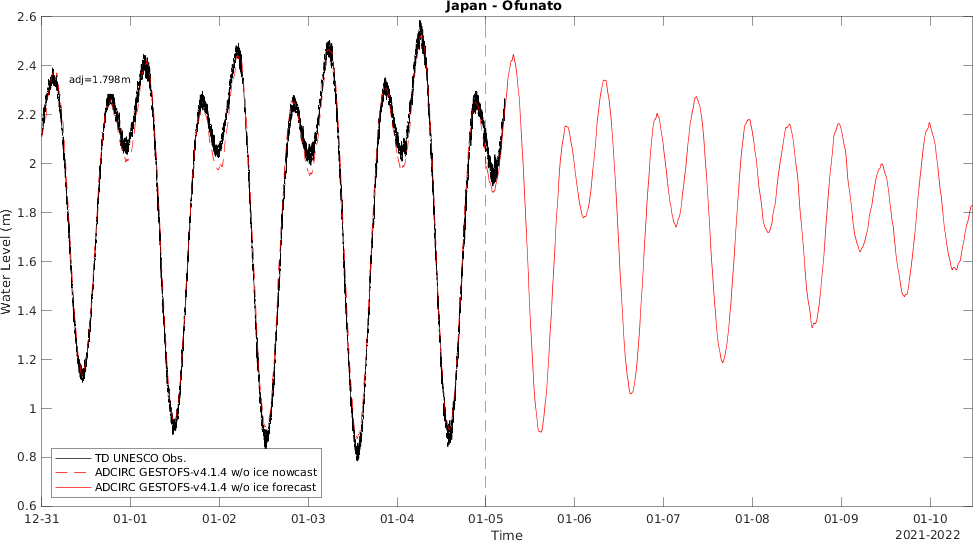 Japan - Ofunato
2.6
2.4
2.2
2
1.8
1.6
1.4
1.2
1
0.8
0.6
Water Level (m)
adj=1.798m
TD UNESCO Obs.
ADCIRC GESTOFS-v4.1.4 w/o ice nowcast
ADCIRC GESTOFS-v4.1.4 w/o ice forecast
12-31 01-01 01-02 01-03 01-04 01-05 01-06 01-07 01-08 01-09 01-10
Time
2021-2022